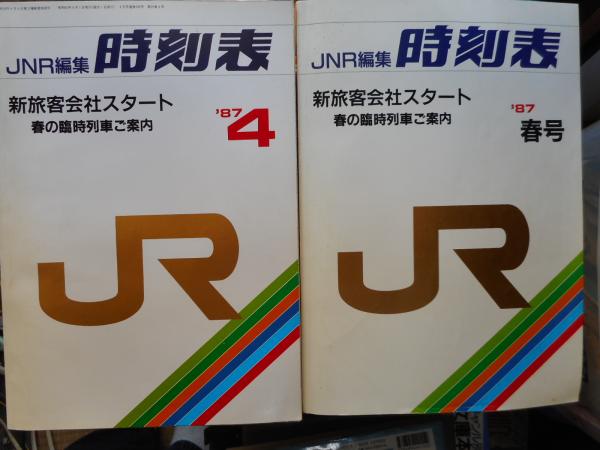 JNR編集 時刻表
新旅客会社スタート
春の臨時列車ご案内
'87
4
JR
JNR編集 時刻表
新旅客会社スタート
春の臨時列車ご案内
'87
春号
JR